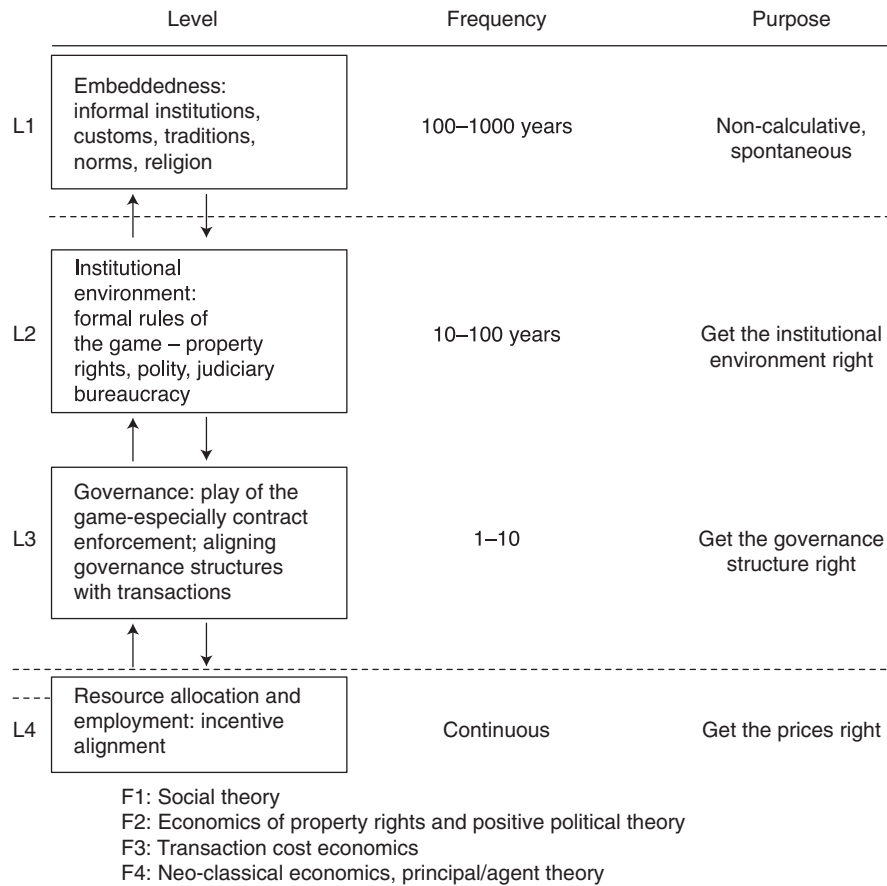 Level Frequency Purpose
L1
Embeddedness:
informal institutions,
customs, traditions,
norms, religion
100–1000 years
Non-calculative,
spontaneous
L2
Institutional
environment:
formal rules of
the game – property
rights, polity, judiciary
bureaucracy
10–100 years
Get the institutional
environment right
L3
Governance: play of the
game-especially contract
enforcement; aligning
governance structures
with transactions
1–10
Get the governance
structure right
L4
Resource allocation and
employment: incentive
alignment
Continuous
Get the prices right
F1: Social theory
F2: Economics of property rights and positive political theory
F3: Transaction cost economics
F4: Neo-classical economics, principal/agent theory